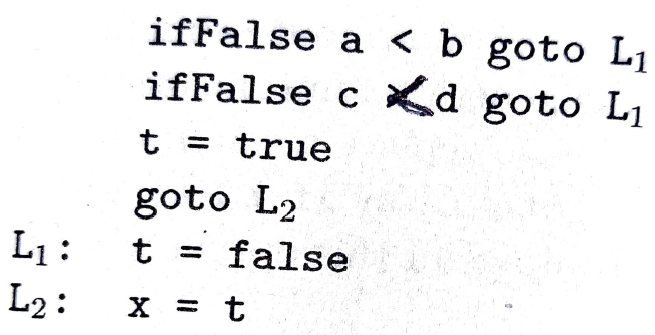 ifFalse a < b goto L₁
ifFalse c < d goto L₁
t = true
goto L₂
L₁: t = false
L₂: x = t